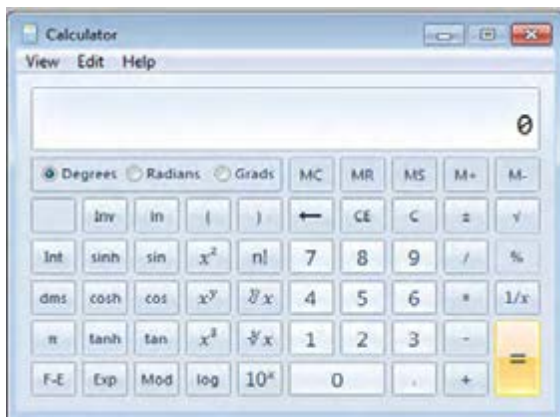 Calculator
View Edit Help
0
Degrees Radians Grads MC MR MS M+ M-
Inv ln ( ) ← CE C ± √
Int sinh sin x² n! 7 8 9 / %
dms cosh cos xʸ ʸ√x 4 5 6 * 1/x
π tanh tan x³ ³√x 1 2 3 - =
F-E Exp Mod log 10ˣ 0 . +